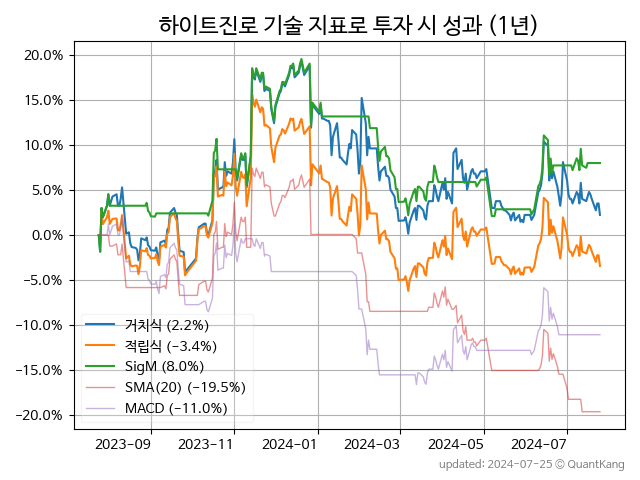 하이트진로 기술 지표로 투자 시 성과 (1년)
20.0%
15.0%
10.0%
5.0%
0.0%
−5.0%
−10.0%
−15.0%
−20.0%
거치식 (2.2%)
적립식 (−3.4%)
SigM (8.0%)
SMA(20) (−19.5%)
MACD (−11.0%)
2023-09 2023-11 2024-01 2024-03 2024-05 2024-07
updated: 2024-07-25 ⓒ QuantKang